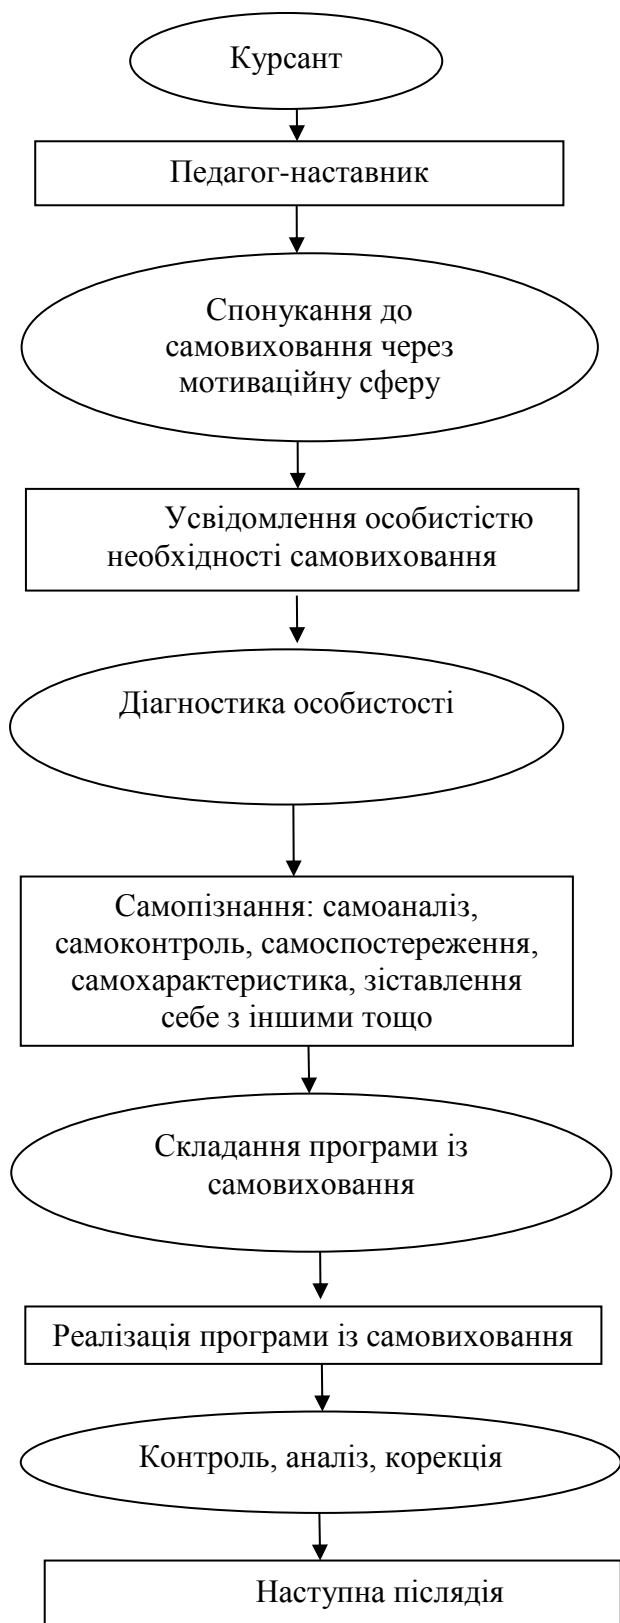 Курсант
Педагог-наставник
Спонукання до
самовиховання через
мотиваційну сферу
Усвідомлення особистістю
необхідності самовиховання
Діагностика особистості
Самопізнання: самоаналіз,
самоконтроль, самоспостереження,
самохарактеристика, зіставлення
себе з іншими тощо
Складання програми із
самовиховання
Реалізація програми із самовиховання
Контроль, аналіз, корекція
Наступна післядія